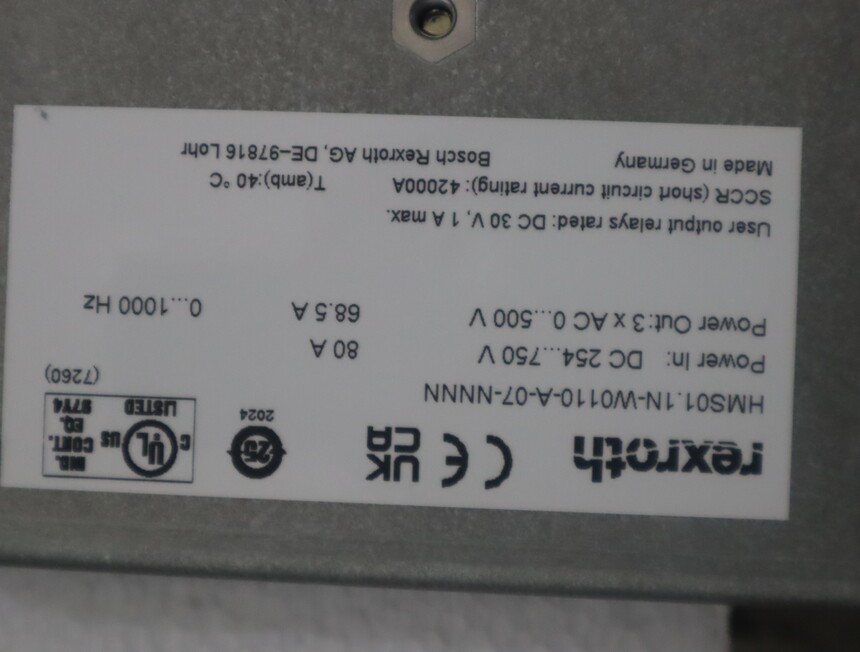 rexroth CE UK CA 25 2024 C UL US LISTED IND. CONT. EQ. 97Y4
HMS01.1N-W0110-A-07-NNNN (7260)
Power In: DC 254...750 V 80 A
Power Out: 3 x AC 0...500 V 68.5 A 0...1000 Hz
User output relays rated: DC 30 V, 1 A max.
SCCR (short circuit current rating): 42000A T(amb):40 °C
Made in Germany Bosch Rexroth AG, DE-97816 Lohr